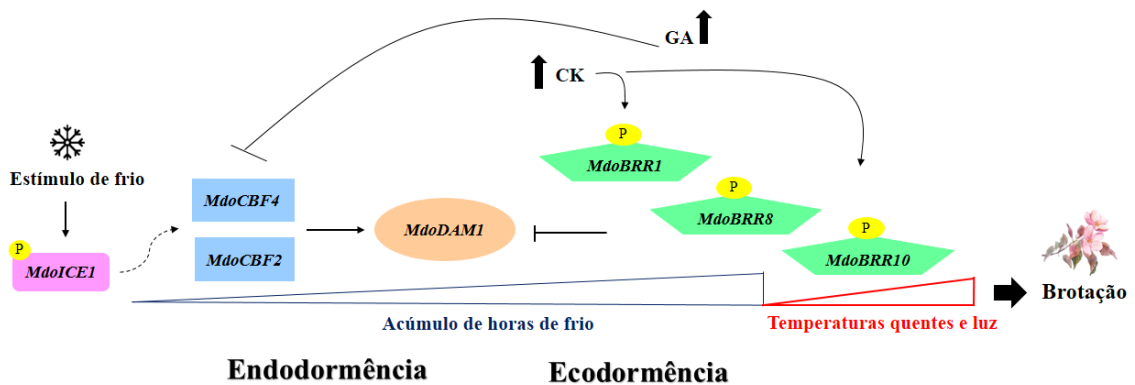 GA
CK
P
MdoBRR1
Estímulo de frio
MdoCBF4
P
MdoBRR8
MdoDAM1
P
MdoBRR10
P
MdoICE1
MdoCBF2
Brotação
Acúmulo de horas de frio
Temperaturas quentes e luz
Endodormência
Ecodormência